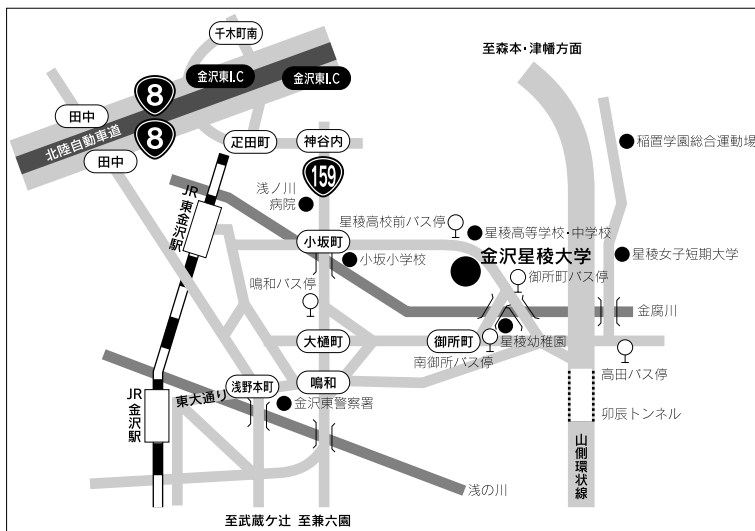 千木町南
至森本・津幡方面
8
金沢東I.C
金沢東I.C
田中
8
北陸自動車道
田中
疋田町
神谷内
稲置学園総合運動場
159
浅ノ川
病院
JR
東金沢駅
星稜高校前バス停
星稜高等学校・中学校
小坂町
金沢星稜大学
小坂小学校
星稜女子短期大学
鳴和バス停
御所町バス停
金腐川
大樋町
御所町
星稜幼稚園
南御所バス停
高田バス停
浅野本町
鳴和
JR
金沢駅
東大通り
金沢東警察署
卯辰トンネル
山側環状線
浅の川
至武蔵ケ辻
至兼六園